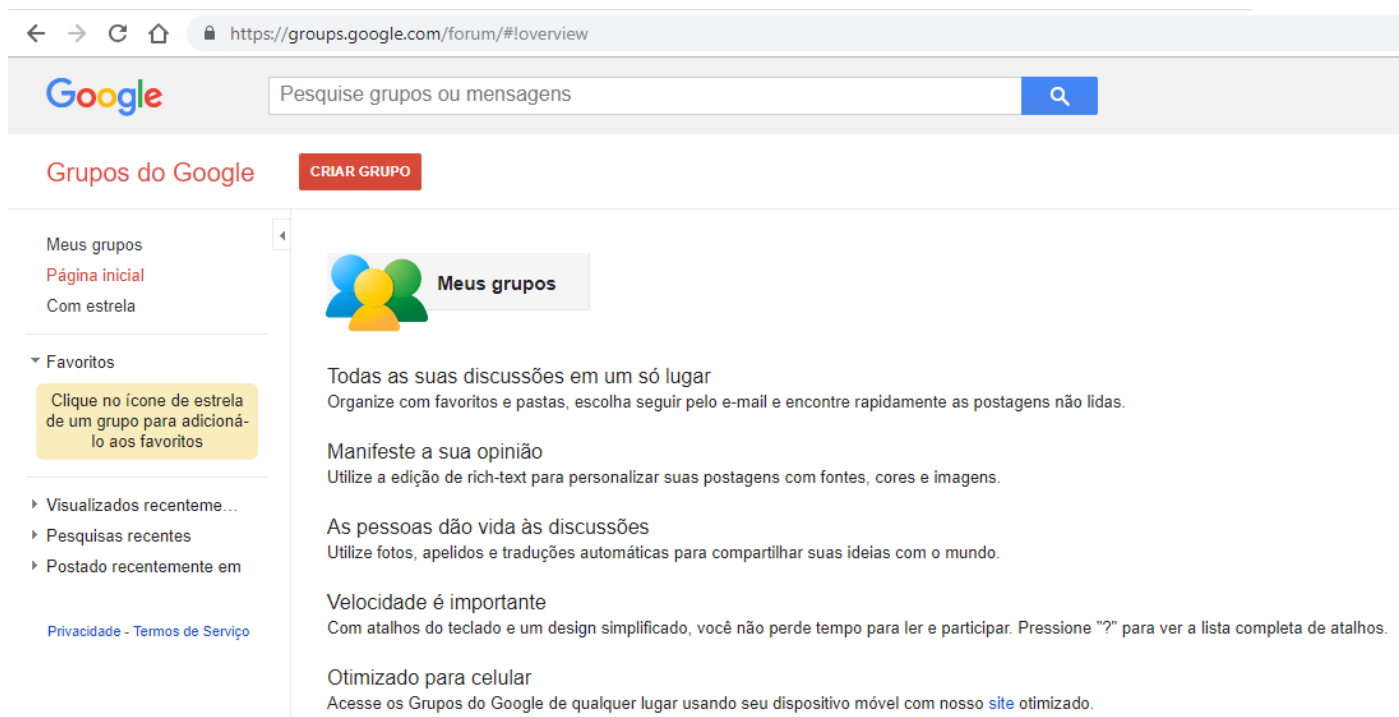 https://groups.google.com/forum/#!overview
Google
Pesquise grupos ou mensagens
Grupos do Google
CRIAR GRUPO
Meus grupos
Página inicial
Com estrela
Favoritos
Clique no ícone de estrela
de um grupo para adicioná-
lo aos favoritos
Visualizados recenteme...
Pesquisas recentes
Postado recentemente em
Privacidade - Termos de Serviço
Meus grupos
Todas as suas discussões em um só lugar
Organize com favoritos e pastas, escolha seguir pelo e-mail e encontre rapidamente as postagens não lidas.
Manifeste a sua opinião
Utilize a edição de rich-text para personalizar suas postagens com fontes, cores e imagens.
As pessoas dão vida às discussões
Utilize fotos, apelidos e traduções automáticas para compartilhar suas ideias com o mundo.
Velocidade é importante
Com atalhos do teclado e um design simplificado, você não perde tempo para ler e participar. Pressione "?" para ver a lista completa de atalhos.
Otimizado para celular
Acesse os Grupos do Google de qualquer lugar usando seu dispositivo móvel com nosso site otimizado.